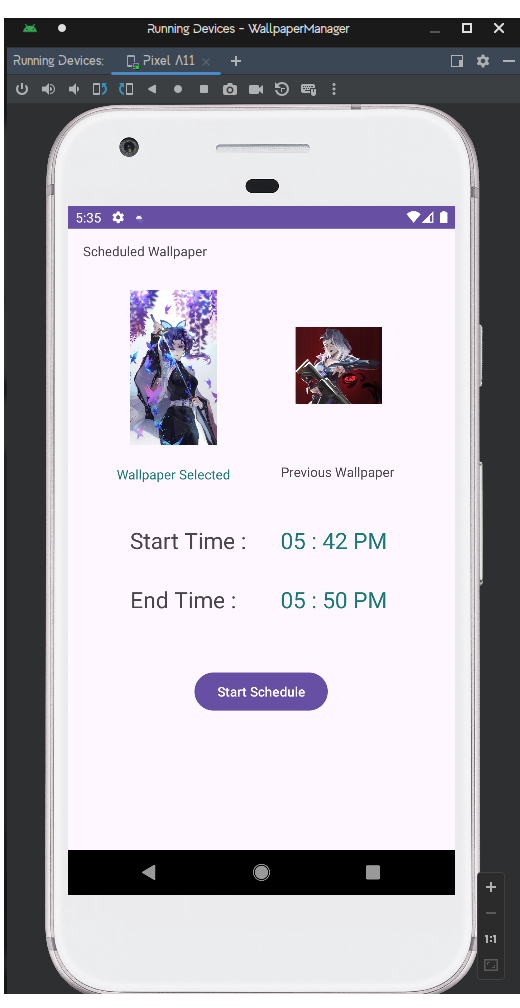 Running Devices - WallpaperManager
Running Devices:
Pixel A11
5:35
Scheduled Wallpaper
Wallpaper Selected
Previous Wallpaper
Start Time :
05 : 42 PM
End Time :
05 : 50 PM
Start Schedule
1:1